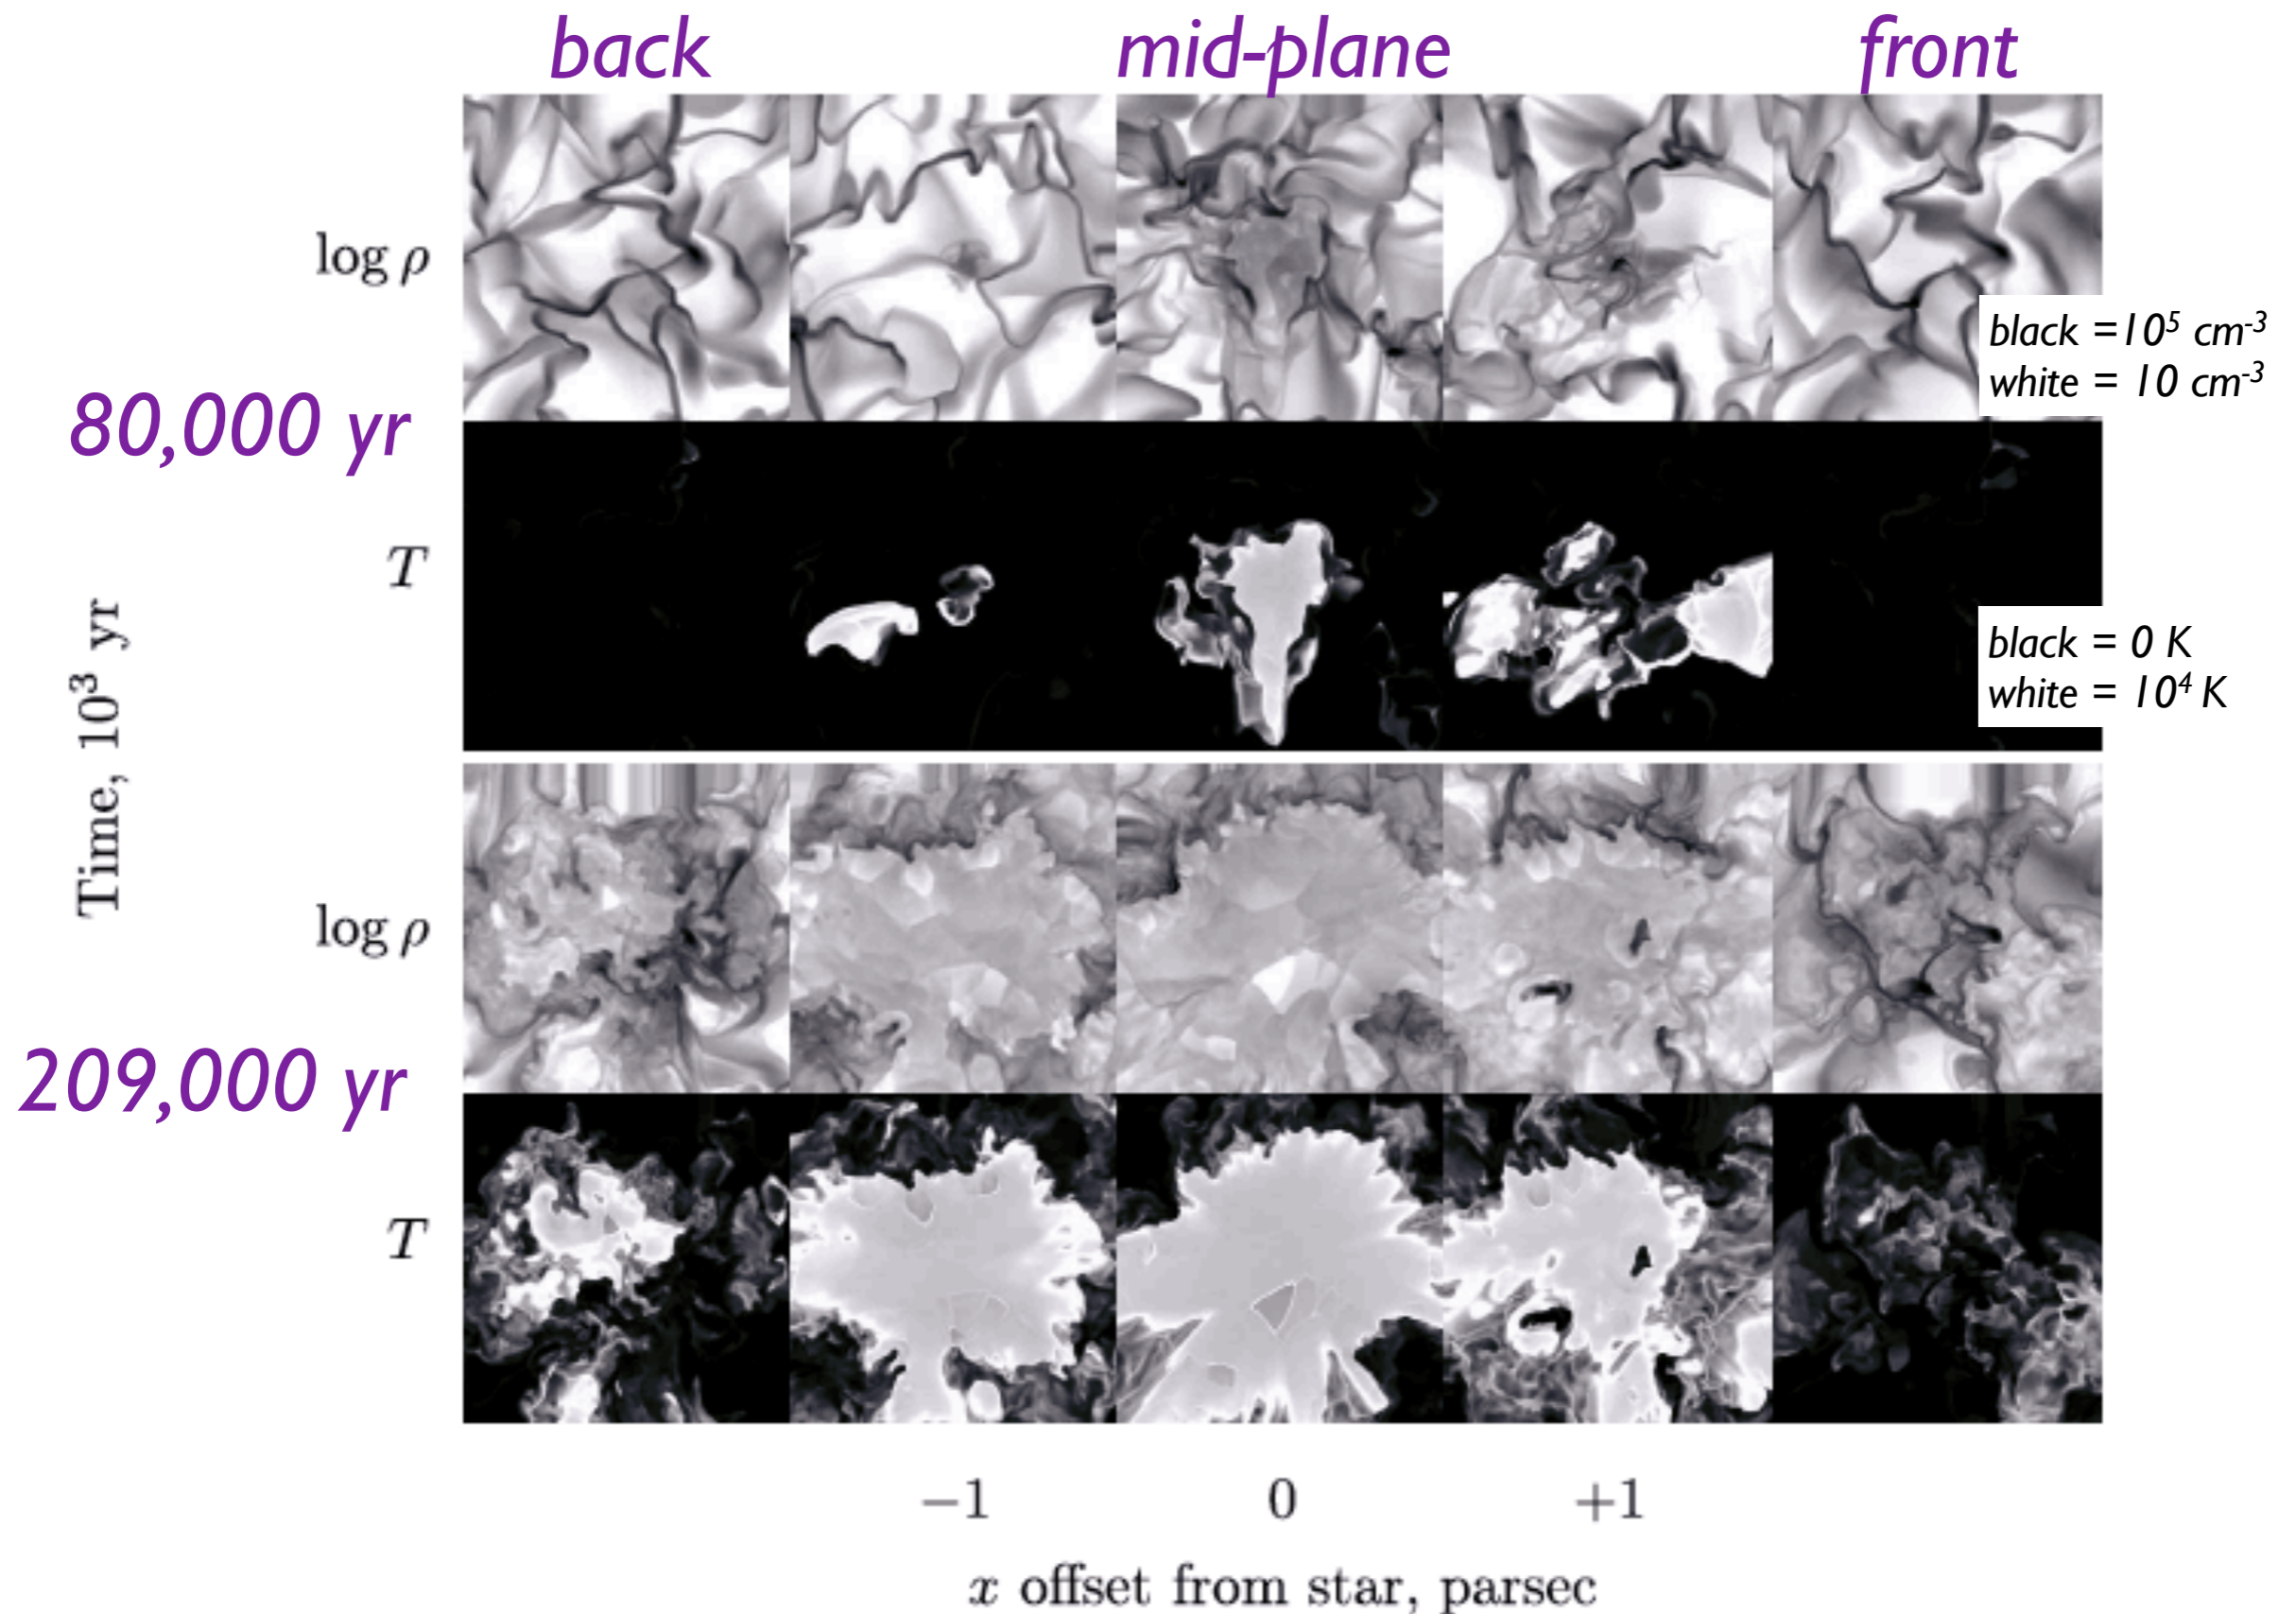 back mid-plane front
log ρ
black =10⁵ cm⁻³
white = 10 cm⁻³
80,000 yr
T
black = 0 K
white = 10⁴ K
Time, 10³ yr
log ρ
209,000 yr
T
−1 0 +1
x offset from star, parsec